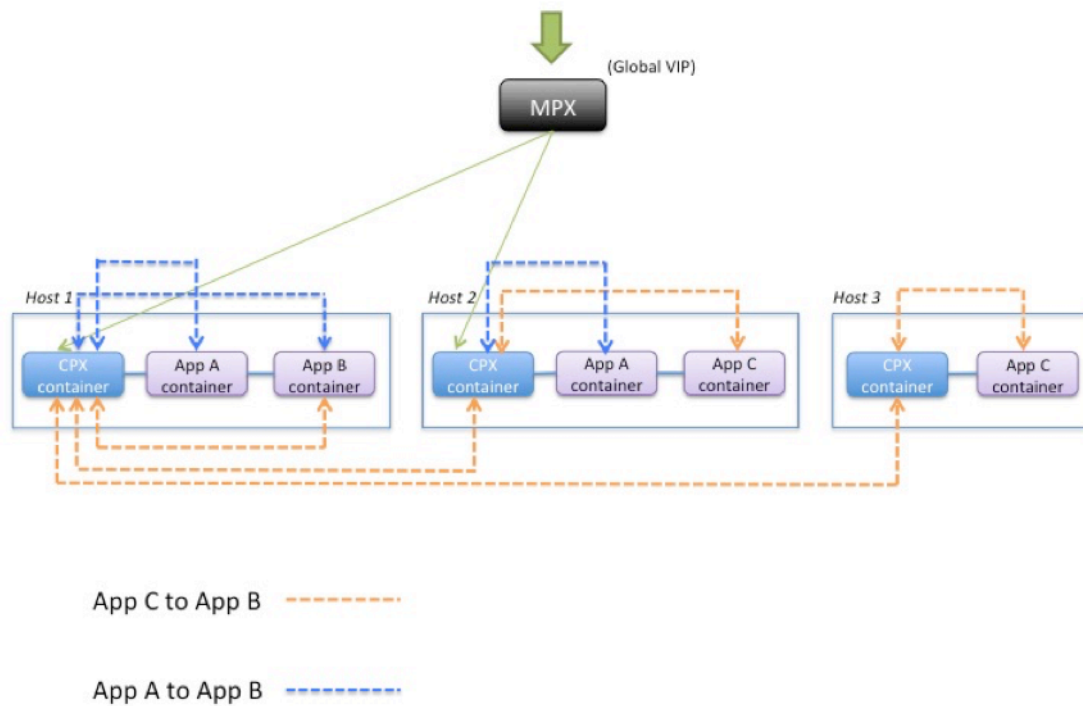 (Global VIP)
MPX
Host 1
Host 2
Host 3
CPX
container
App A
container
App B
container
CPX
container
App A
container
App C
container
CPX
container
App C
container
App C to App B
App A to App B